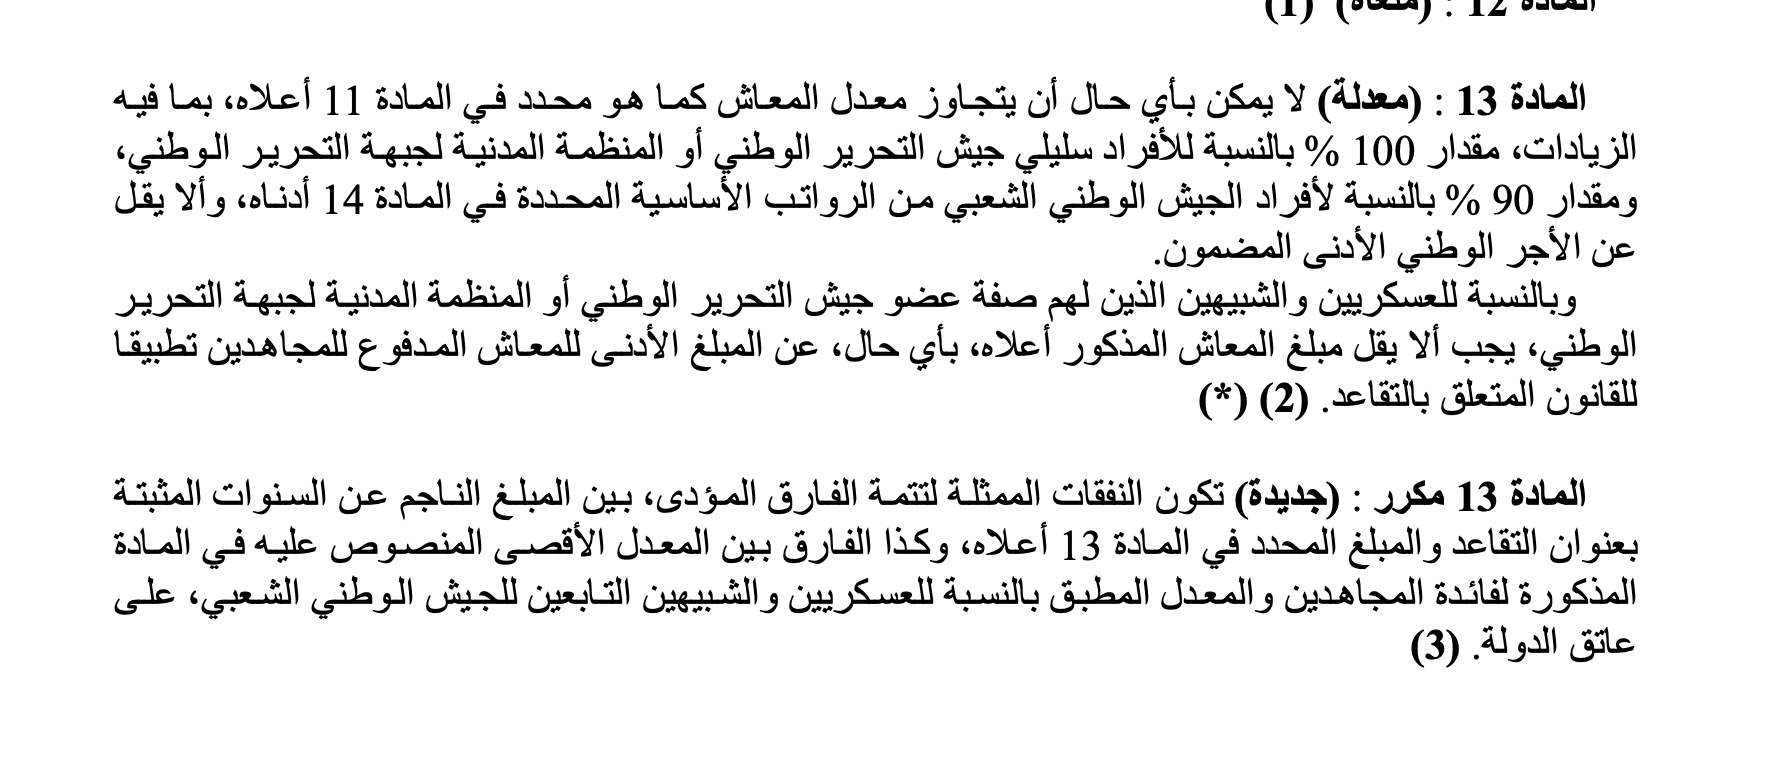 المادة 12 : (ملغاة) (1)
المادة 13 : (معدلة) لا يمكن بأي حال أن يتجاوز معدل المعاش كما هو محدد في المادة 11 أعلاه، بما فيه
الزيادات، مقدار 100 % بالنسبة للأفراد سليلي جيش التحرير الوطني أو المنظمة المدنية لجبهة التحرير الوطني،
ومقدار 90 % بالنسبة لأفراد الجيش الوطني الشعبي من الرواتب الأساسية المحددة في المادة 14 أدناه، وألا يقل
عن الأجر الوطني الأدنى المضمون.
وبالنسبة للعسكريين والشبيهين الذين لهم صفة عضو جيش التحرير الوطني أو المنظمة المدنية لجبهة التحرير
الوطني، يجب ألا يقل مبلغ المعاش المذكور أعلاه، بأي حال، عن المبلغ الأدنى للمعاش المدفوع للمجاهدين تطبيقا
للقانون المتعلق بالتقاعد. (2) (*)
المادة 13 مكرر : (جديدة) تكون النفقات الممثلة لتتمة الفارق المؤدى، بين المبلغ الناجم عن السنوات المثبتة
بعنوان التقاعد والمبلغ المحدد في المادة 13 أعلاه، وكذا الفارق بين المعدل الأقصى المنصوص عليه في المادة
المذكورة لفائدة المجاهدين والمعدل المطبق بالنسبة للعسكريين والشبيهين التابعين للجيش الوطني الشعبي، على
عاتق الدولة. (3)